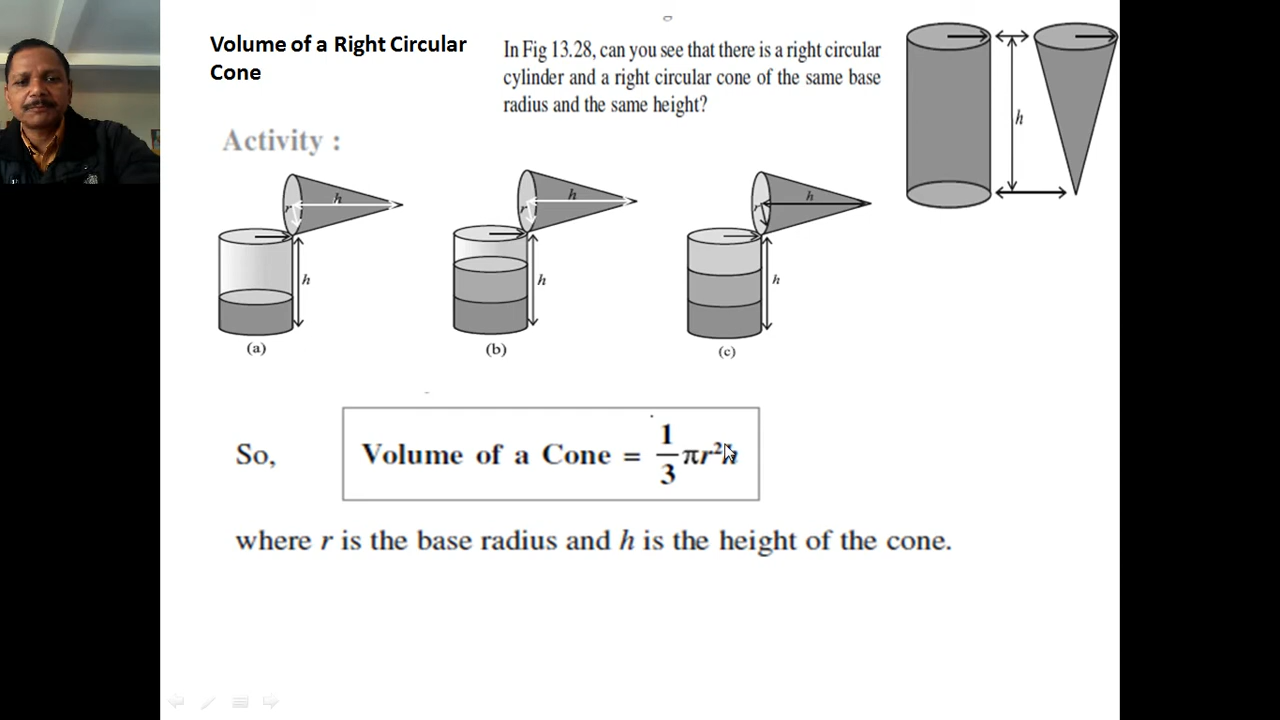 Volume of a Right Circular
Cone
In Fig 13.28, can you see that there is a right circular
cylinder and a right circular cone of the same base
radius and the same height?
h
Activity :
h
r
h
(a)
h
r
h
(b)
h
r
h
(c)
So,
Volume of a Cone = 1/3 πr²h
where r is the base radius and h is the height of the cone.